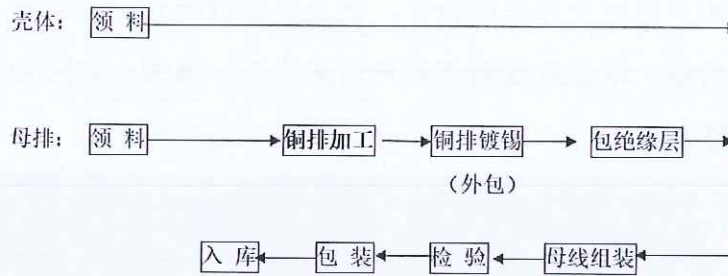 壳体： 领 料
母排： 领 料 铜排加工 铜排镀锡 包绝缘层
（外包）
入 库 包 装 检 验 母线组装